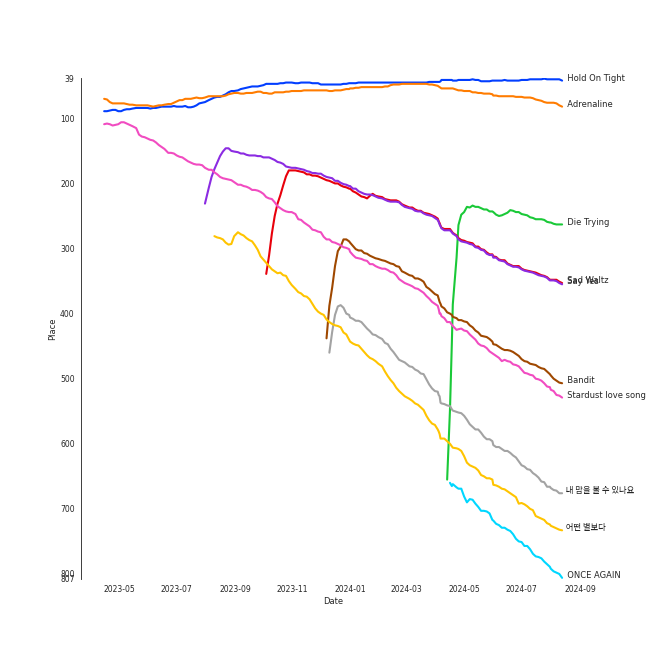 39
Hold On Tight
Adrenaline
100
200
Die Trying
300
Sad Waltz
Say Yes
Place
400
Bandit
Stardust love song
500
600
내 맘을 볼 수 있나요
700
어떤 별보다
800
807
ONCE AGAIN
2023-05 2023-07 2023-09 2023-11 2024-01 2024-03 2024-05 2024-07 2024-09
Date